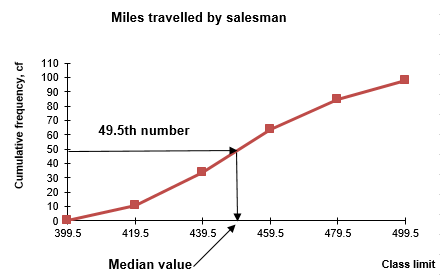 Miles travelled by salesman
Cumulative frequency, cf
110
100
90
80
70
60
50
40
30
20
10
0
49.5th number
399.5 419.5 439.5 459.5 479.5 499.5
Median value
Class limit